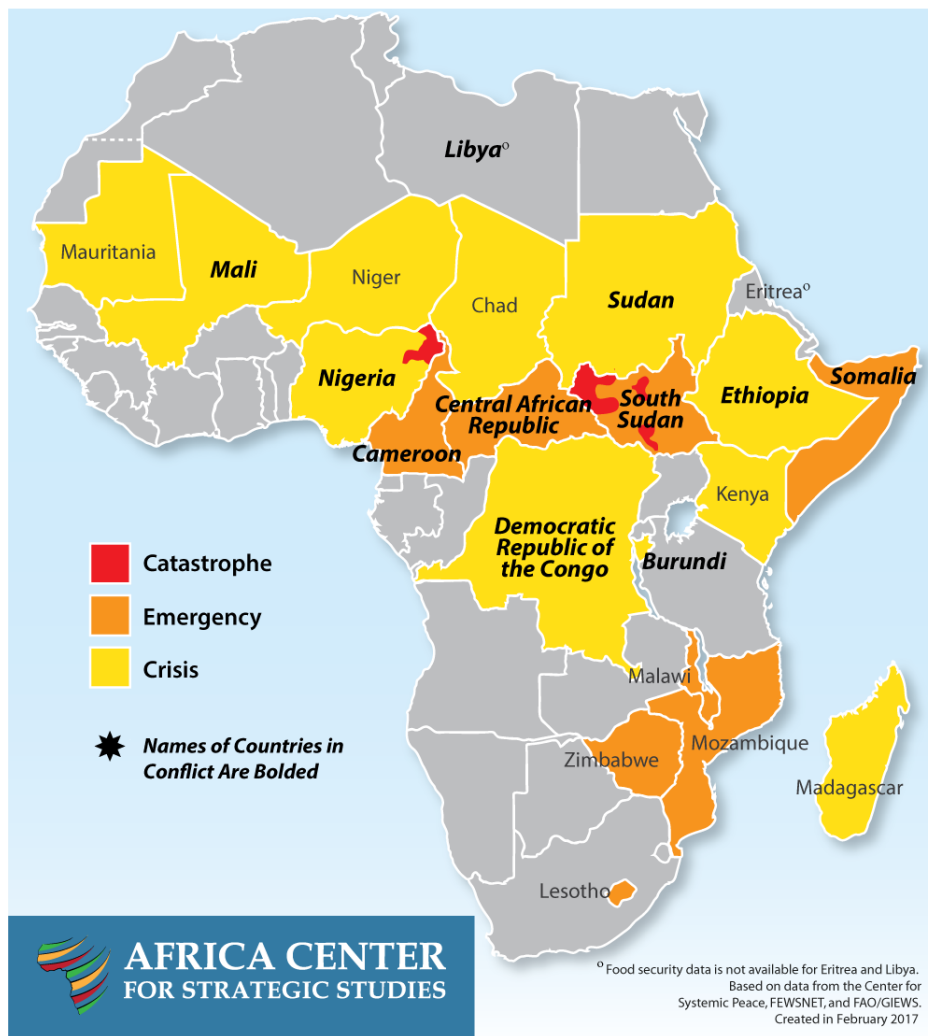 Libyaº
Mauritania
Mali
Niger
Chad
Sudan
Eritreaº
Nigeria
Central African
Republic
South
Sudan
Ethiopia
Somalia
Cameroon
Kenya
Democratic
Republic of
the Congo
Burundi
Catastrophe
Emergency
Crisis
Names of Countries in
Conflict Are Bolded
Malawi
Mozambique
Zimbabwe
Madagascar
Lesotho
AFRICA CENTER
FOR STRATEGIC STUDIES
º Food security data is not available for Eritrea and Libya.
Based on data from the Center for
Systemic Peace, FEWSNET, and FAO/GIEWS.
Created in February 2017